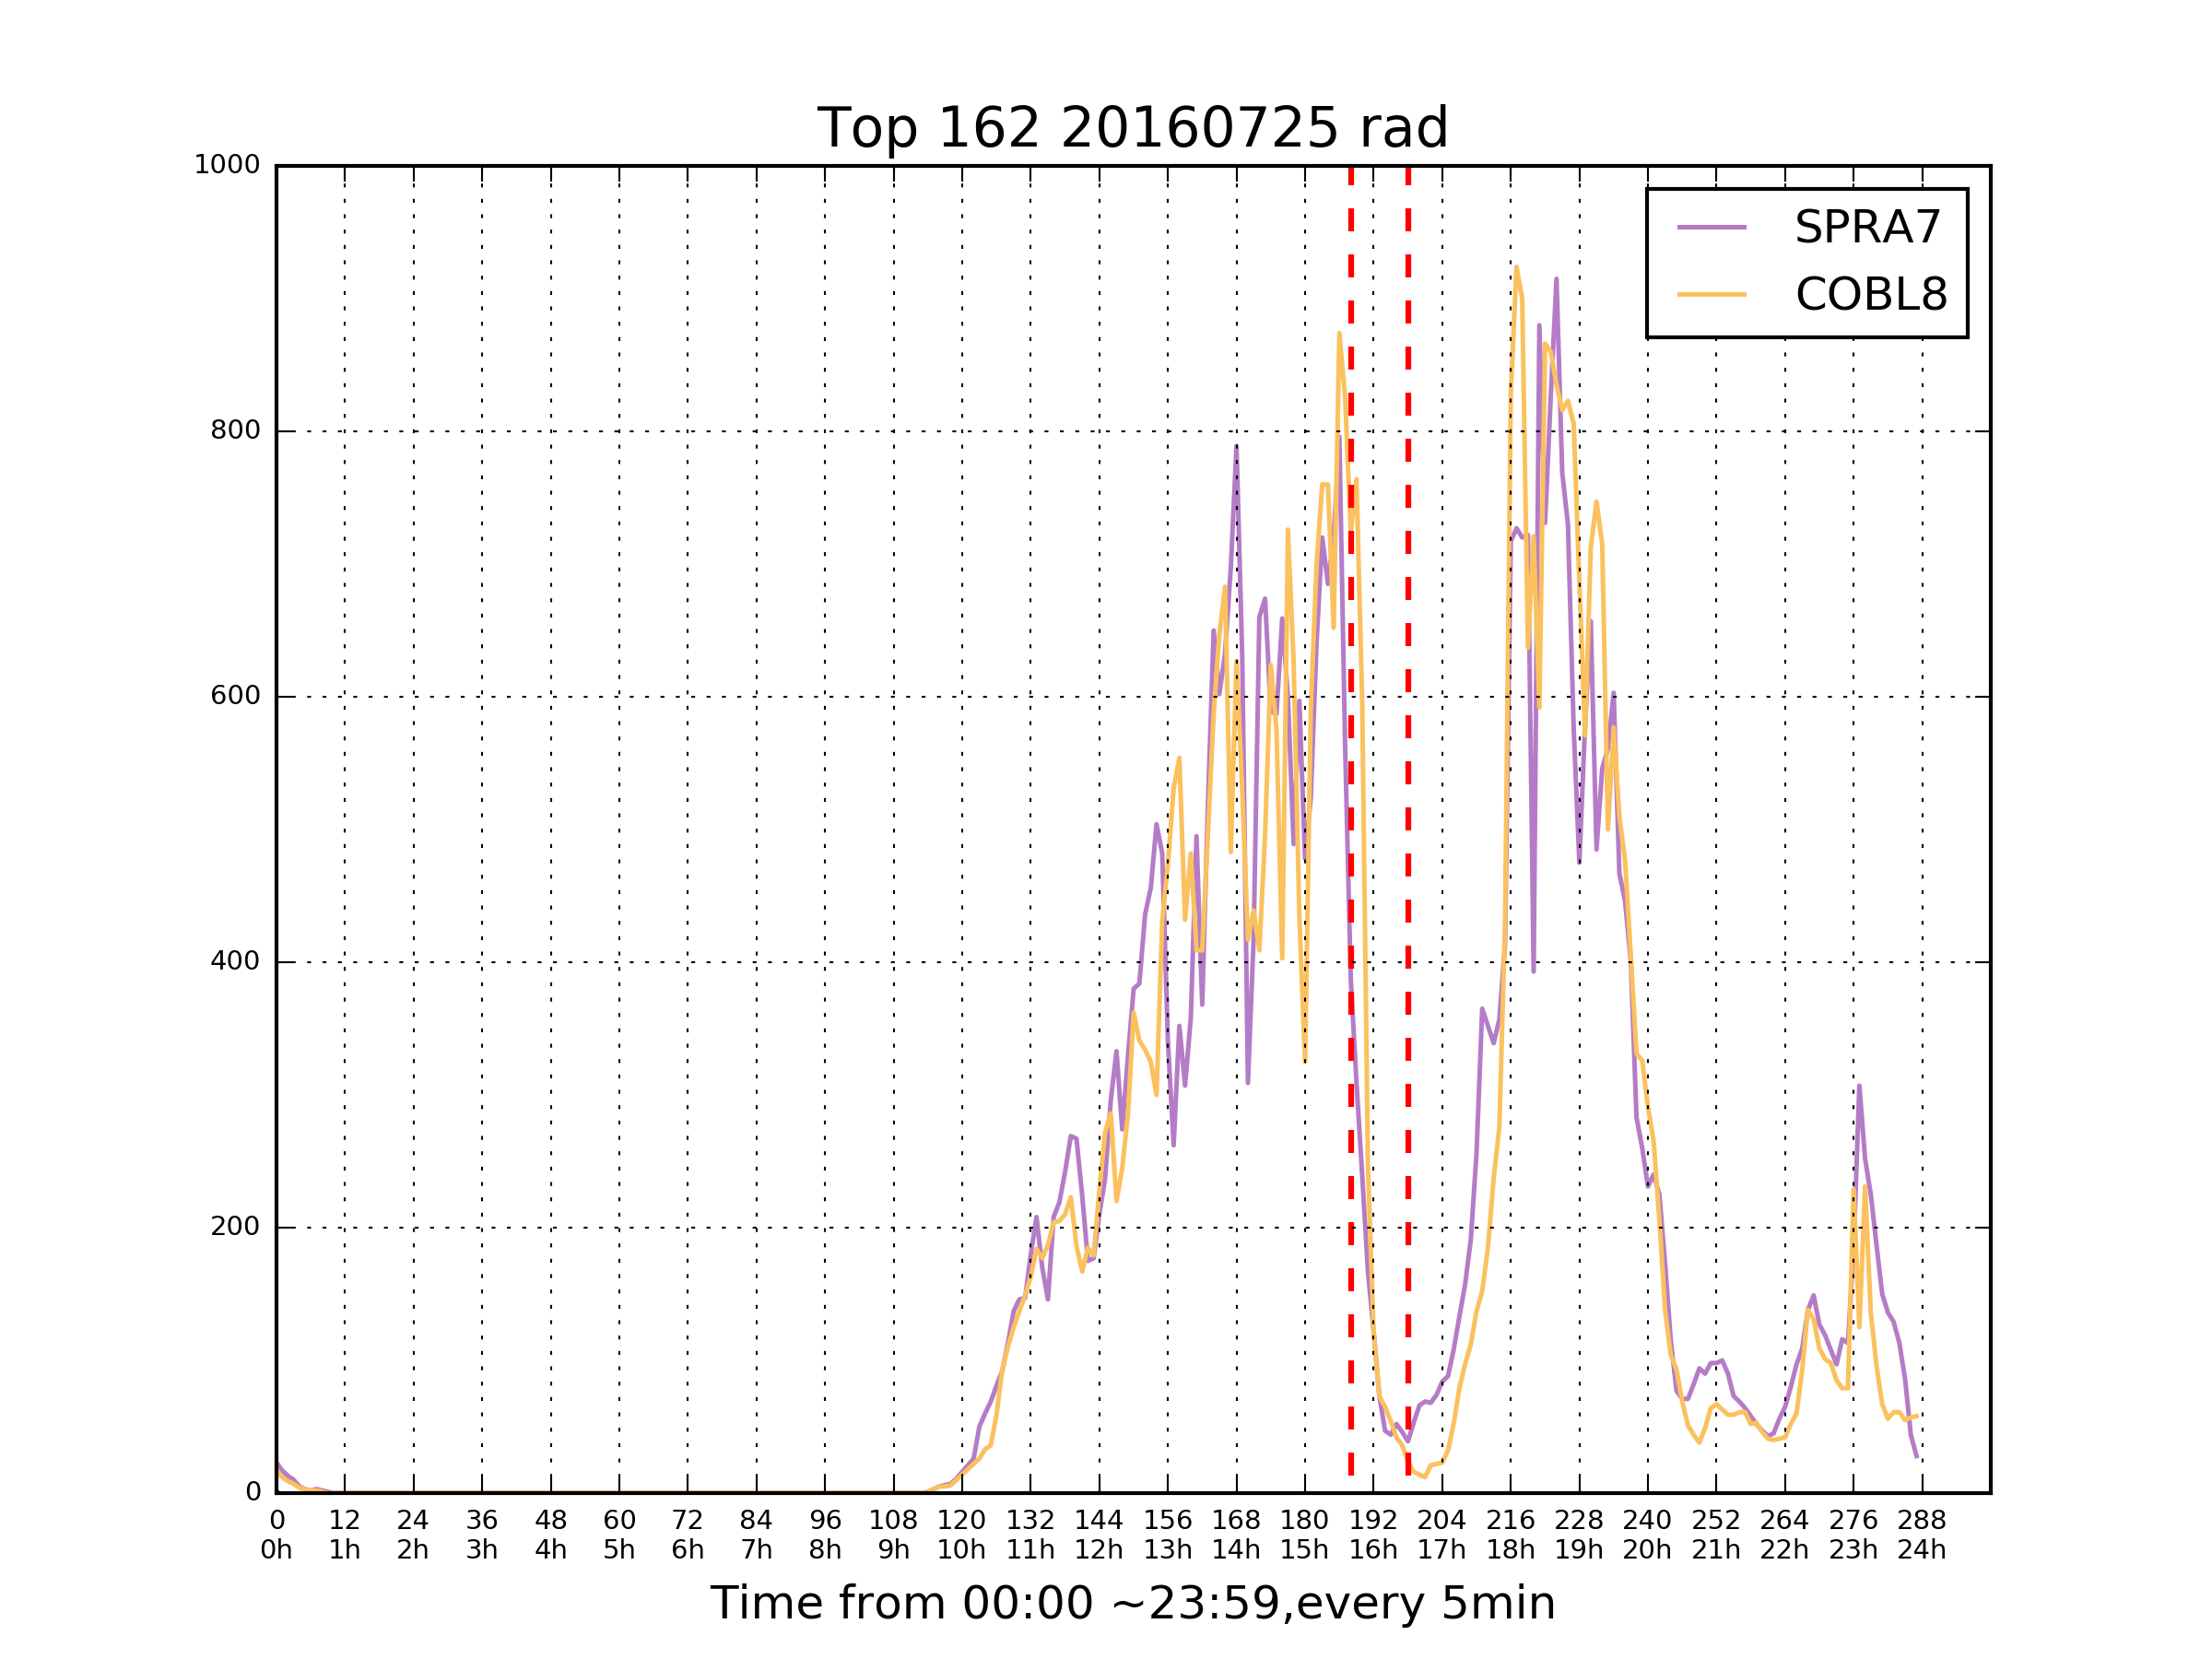 Top 162 20160725 rad
1000
800
600
400
200
0
SPRA7
COBL8
0 12 24 36 48 60 72 84 96 108 120 132 144 156 168 180 192 204 216 228 240 252 264 276 288
0h 1h 2h 3h 4h 5h 6h 7h 8h 9h 10h 11h 12h 13h 14h 15h 16h 17h 18h 19h 20h 21h 22h 23h 24h
Time from 00:00 ~23:59,every 5min